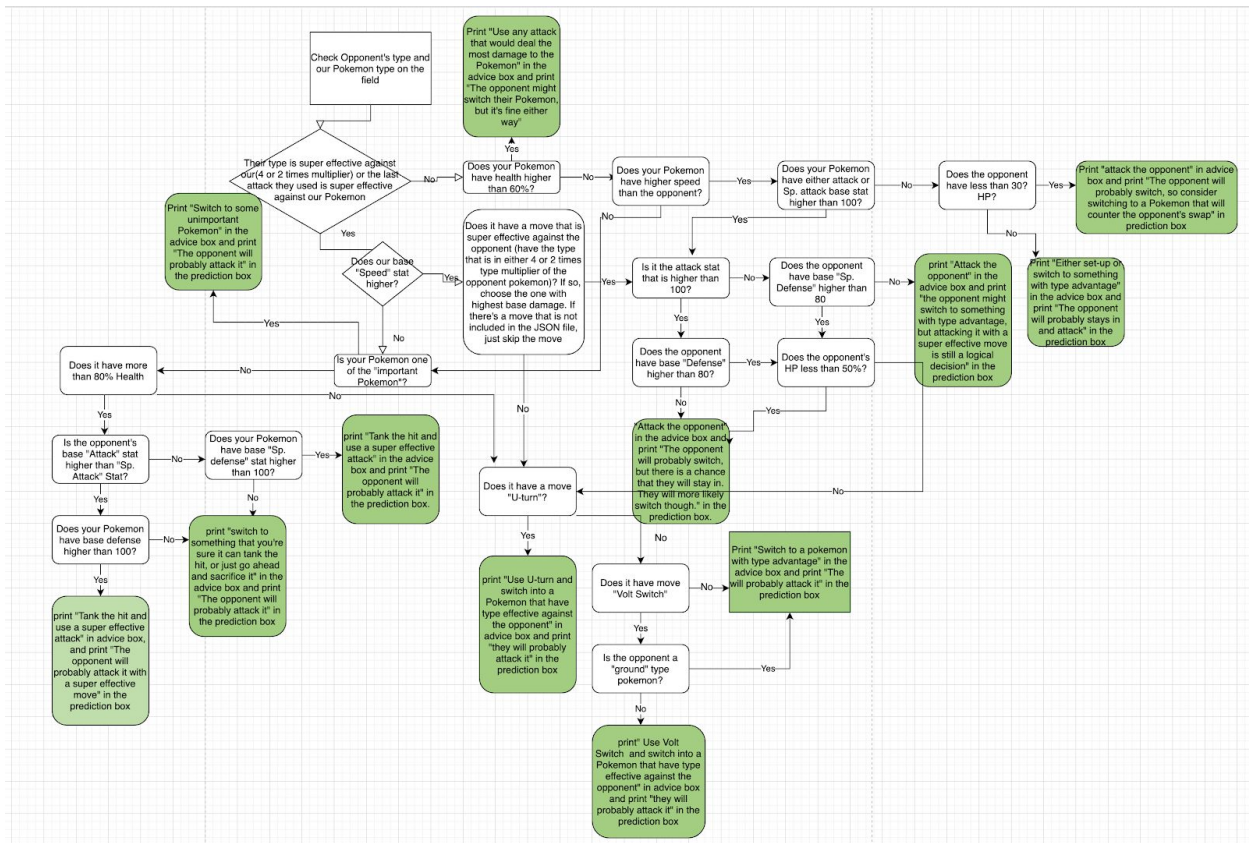 Check Opponent's type and
our Pokemon type on the
field
Print "Use any attack
that would deal the
most damage to the
Pokemon" in the
advice box and print
"The opponent might
switch their Pokemon,
but it's fine either
way"
Yes
Their type is super effective against
our(4 or 2 times multiplier) or the last
attack they used is super effective
against our Pokemon
No
Does your Pokemon
have health higher
than 60%?
No
Does your Pokemon
have higher speed
than the opponent?
Yes
Does your Pokemon
have either attack or
Sp. attack base stat
higher than 100?
No
Does the opponent
have less than 30?
HP?
Yes
Print "attack the opponent" in advice
box and print "The opponent will
probably switch, so consider
switching to a Pokemon that will
counter the opponent's swap" in
prediction box
Print "Switch to some
unimportant
Pokemon" in the
advice box and print
"The opponent will
probably attack it" in
the prediction box
Yes
No
Yes
No
Does our base
"Speed" stat
higher?
Yes
Does it have a move that is
super effective against the
opponent (have the type
that is in either 4 or 2 times
type multiplier of the
opponent pokemon)? If so,
choose the one with
highest base damage. If
there's a move that is not
included in the JSON file,
just skip the move
Yes
Is it the attack stat
that is higher than
100?
No
Does the opponent
have base "Sp.
Defense" higher than
80
No
print "Attack the
opponent" in the
advice box and print
"the opponent might
switch to something
with type advantage,
but attacking it with a
super effective move
is still a logical
decision" in the
prediction box
Print "Either set-up or
switch to something
with type advantage"
in the advice box and
print "The opponent
will probably stays in
and attack" in the
prediction box
Yes
No
Yes
Yes
Does it have more
than 80% Health
No
Is your Pokemon one
of the "important
Pokemon"?
Does the opponent
have base "Defense"
higher than 80?
Yes
Does the opponent's
HP less than 50%?
No
Yes
No
No
Yes
Is the opponent's
base "Attack" stat
higher than "Sp.
Attack" Stat?
No
Does your Pokemon
have base "Sp.
defense" stat higher
than 100?
Yes
print "Tank the hit and
use a super effective
attack" in the advice
box and print "The
opponent will
probably attack it" in
the prediction box.
"Attack the opponent"
in the advice box and
print "The opponent
will probably switch,
but there is a chance
that they will stay in.
They will more likely
switch though." in the
prediction box.
Does it have a move
"U-turn"?
No
Yes
No
Does your Pokemon
have base defense
higher than 100?
No
print "switch to
something that you're
sure it can tank the
hit, or just go ahead
and sacrifice it" in the
advice box and print
"The opponent will
probably attack it" in
the prediction box
Yes
No
Yes
print "Tank the hit and
use a super effective
attack" in advice box,
and print "The
opponent will
probably attack it with
a super effective
move" in the
prediction box
print "Use U-turn and
switch into a
Pokemon that have
type effective against
the opponent" in
advice box and print
"they will probably
attack it" in the
prediction box
Does it have move
"Volt Switch"
No
Print "Switch to a pokemon
with type advantage" in
the advice box and print "The
will probably attack it" in the
prediction box
Yes
Is the opponent a
"ground" type
pokemon?
Yes
No
print" Use Volt
Switch and switch into a
Pokemon that have type
effective against the
opponent" in advice box
and print "they will
probably attack it" in the
prediction box